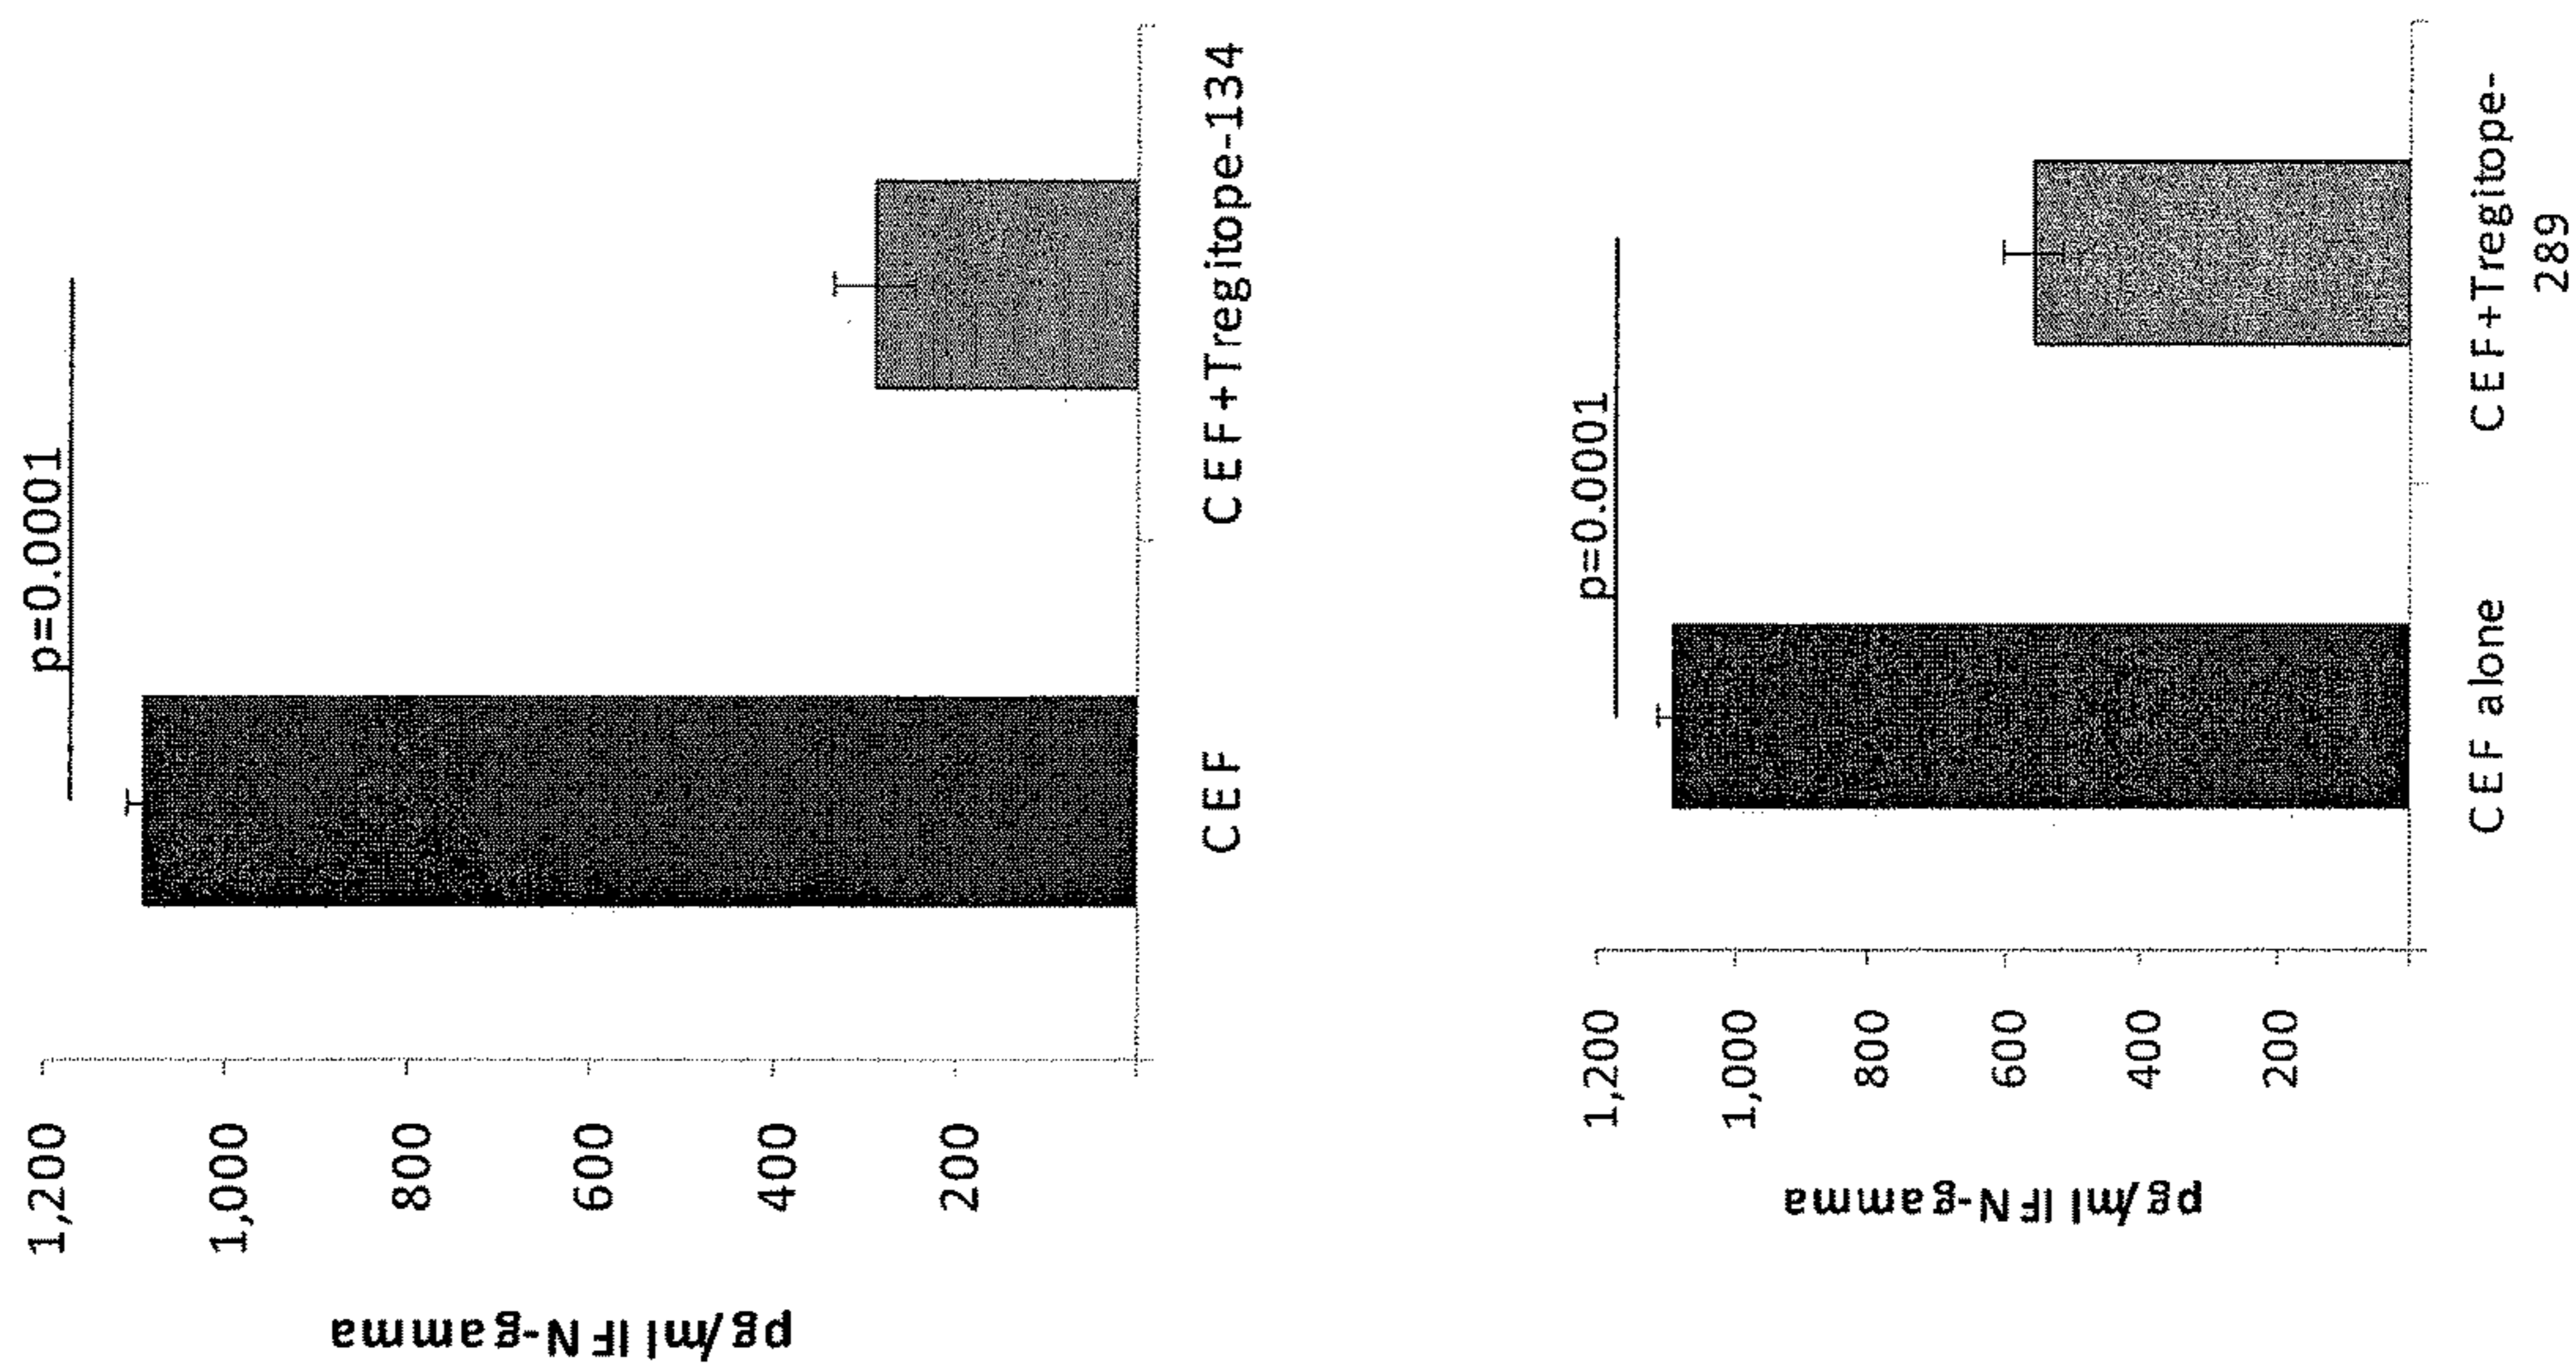 p=0.0001
1,200
1,000
800
600
400
200
pg/ml IFN-gamma
CEF
CEF+Tregitope-134
p=0.0001
1,200
1,000
800
600
400
200
pg/ml IFN-gamma
CEF alone
CEF+Tregitope-
289